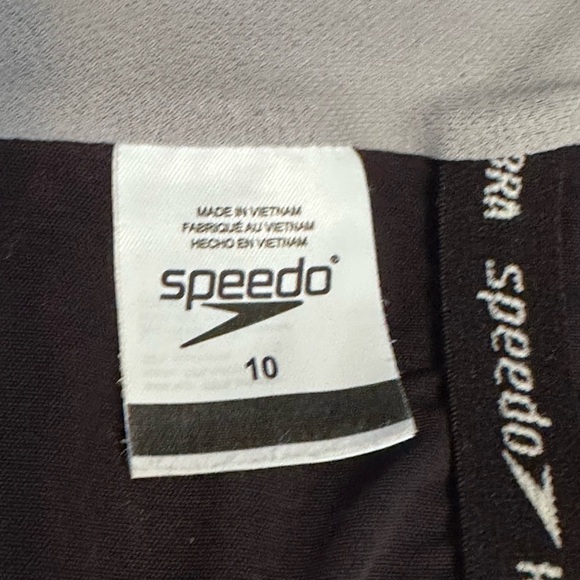 MADE IN VIETNAM
FABRIQUÉ AU VIETNAM
HECHO EN VIETNAM
speedo®
10
speedo